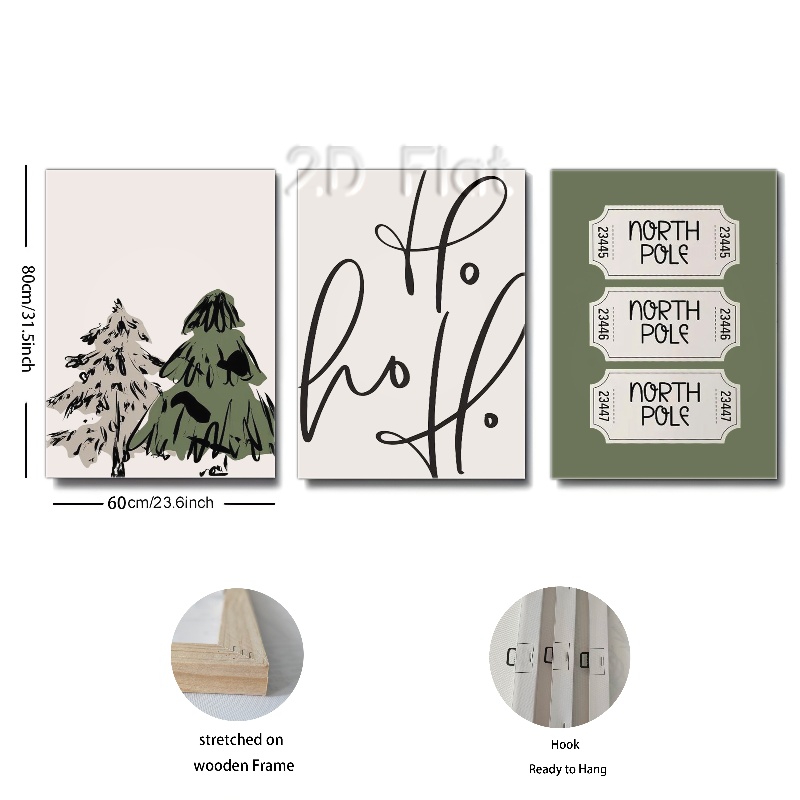 2D Flat
80cm/31.5inch
60cm/23.6inch
Ho
ho
Ho
23445 NORTH POLE 23445
23446 NORTH POLE 23446
23447 NORTH POLE 23447
stretched on
wooden Frame
Hook
Ready to Hang